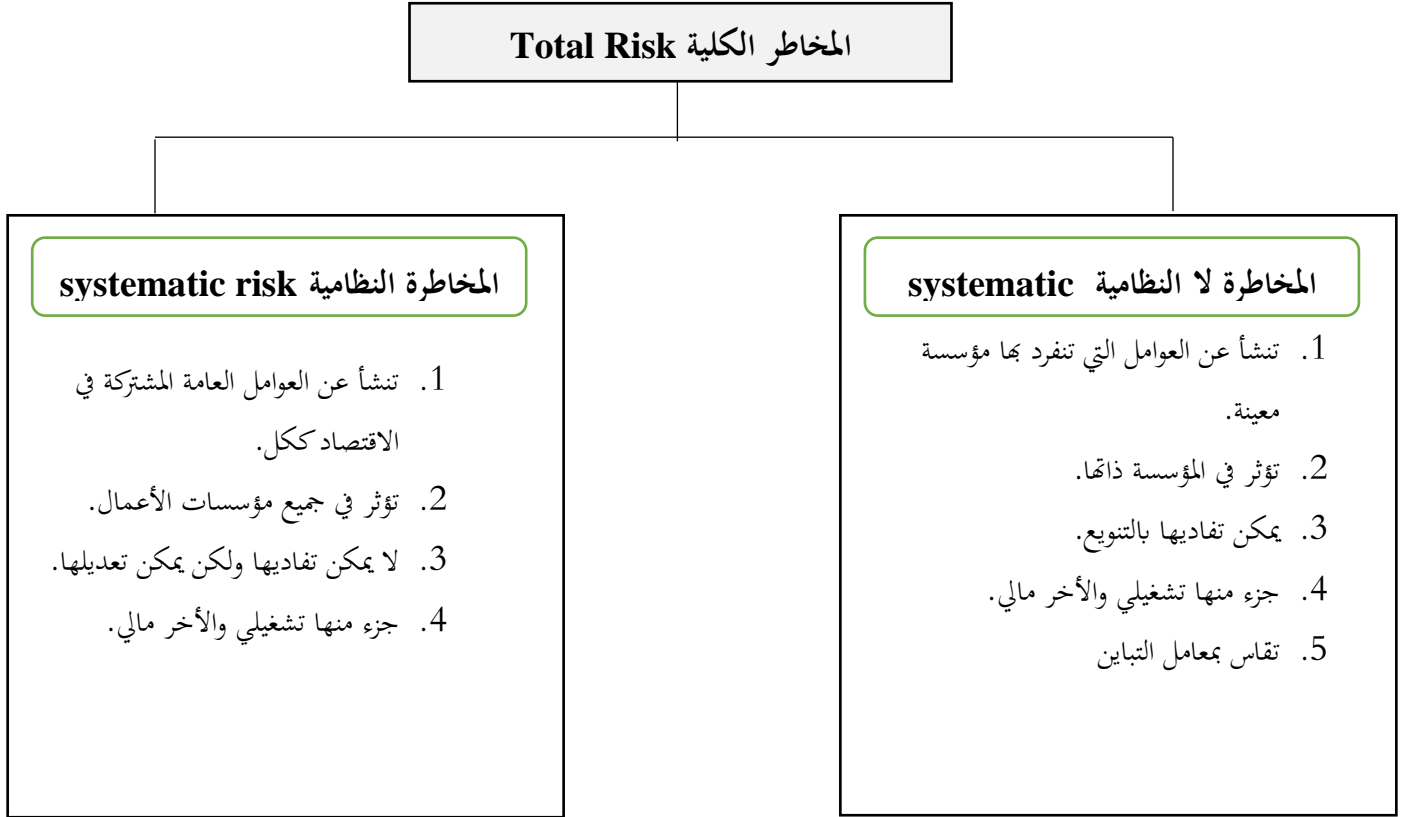 المخاطر الكلية Total Risk
المخاطرة لا النظامية systematic
1. تنشأ عن العوامل التي تنفرد بها مؤسسة
معينة.
2. تؤثر في المؤسسة ذاتها.
3. يمكن تفاديها بالتنويع.
4. جزء منها تشغيلي والأخر مالي.
5. تقاس بمعامل التباين
المخاطرة النظامية systematic risk
1. تنشأ عن العوامل العامة المشتركة في
الاقتصاد ككل.
2. تؤثر في جميع مؤسسات الأعمال.
3. لا يمكن تفاديها ولكن يمكن تعديلها.
4. جزء منها تشغيلي والأخر مالي.